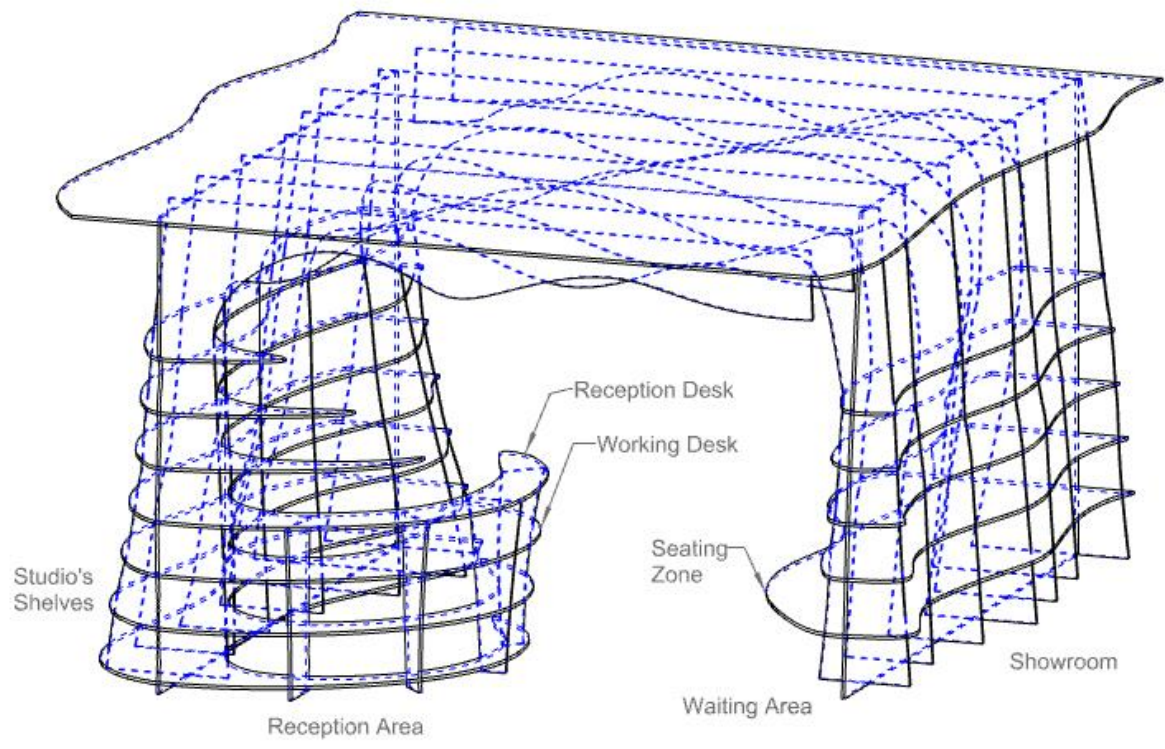 Reception Desk
Working Desk
Studio's
Shelves
Seating
Zone
Showroom
Waiting Area
Reception Area